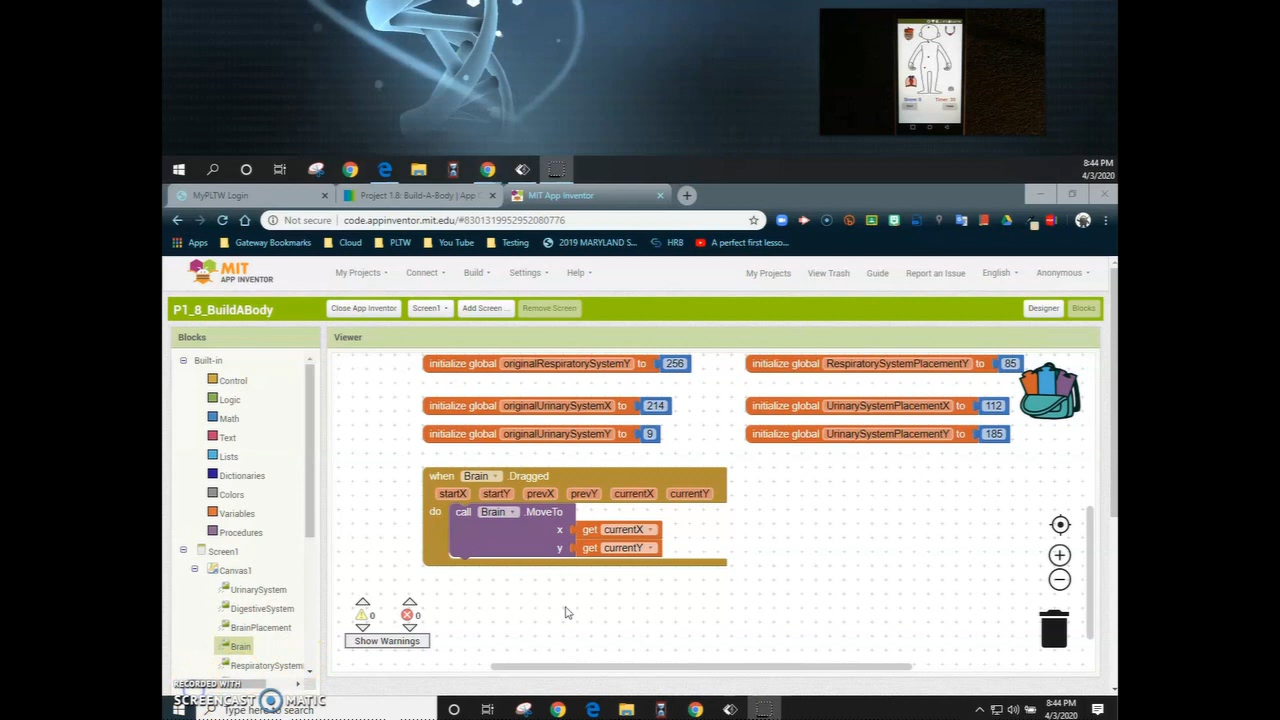 8:44 PM
4/3/2020
MyPLTW Login
Project 1.8: Build-A-Body | App C
MIT App Inventor
Not secure | code.appinventor.mit.edu/#8301319952952080776
Apps Gateway Bookmarks Cloud PLTW You Tube Testing 2019 MARYLAND S... HR8 A perfect first lesso...
MIT
APP INVENTOR
My Projects Connect Build Settings Help My Projects View Trash Guide Report an Issue English Anonymous
P1_8_BuildABody Close App Inventor Screen1 Add Screen ... Remove Screen Designer Blocks
Blocks
Viewer
Built-in
Control
Logic
Math
Text
Lists
Dictionaries
Colors
Variables
Procedures
Screen1
Canvas1
UrinarySystem
DigestiveSystem
BrainPlacement
Brain
RespiratorySystem
initialize global originalRespiratorySystemY to 256
initialize global RespiratorySystemPlacementY to 85
initialize global originalUrinarySystemX to 214
initialize global UrinarySystemPlacementX to 112
initialize global originalUrinarySystemY to 9
initialize global UrinarySystemPlacementY to 185
when Brain .Dragged
startX startY prevX prevY currentX currentY
do call Brain .MoveTo
x get currentX
y get currentY
0 0
Show Warnings
RECORDED WITH
SCREENCAST MATIC
Type here to search
8:44 PM
4/3/2020